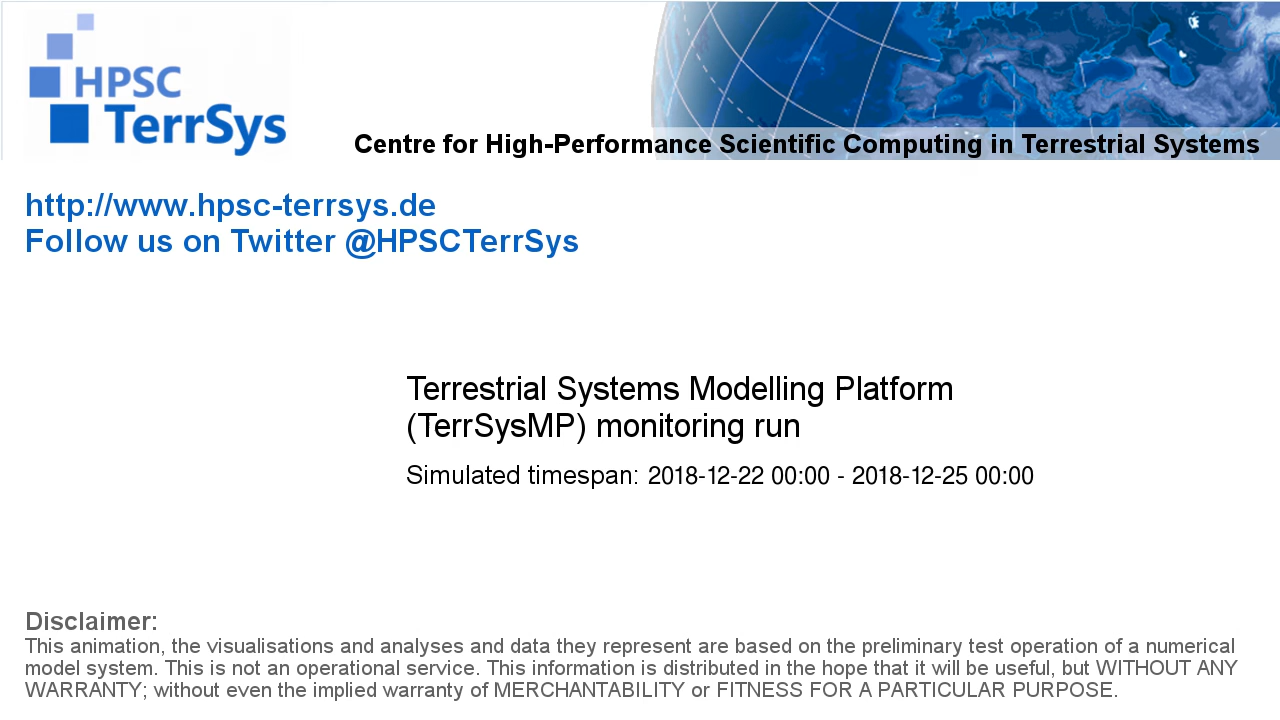 HPSC
TerrSys
Centre for High-Performance Scientific Computing in Terrestrial Systems
http://www.hpsc-terrsys.de
Follow us on Twitter @HPSCTerrSys
Terrestrial Systems Modelling Platform
(TerrSysMP) monitoring run
Simulated timespan: 2018-12-22 00:00 - 2018-12-25 00:00
Disclaimer:
This animation, the visualisations and analyses and data they represent are based on the preliminary test operation of a numerical
model system. This is not an operational service. This information is distributed in the hope that it will be useful, but WITHOUT ANY
WARRANTY; without even the implied warranty of MERCHANTABILITY or FITNESS FOR A PARTICULAR PURPOSE.